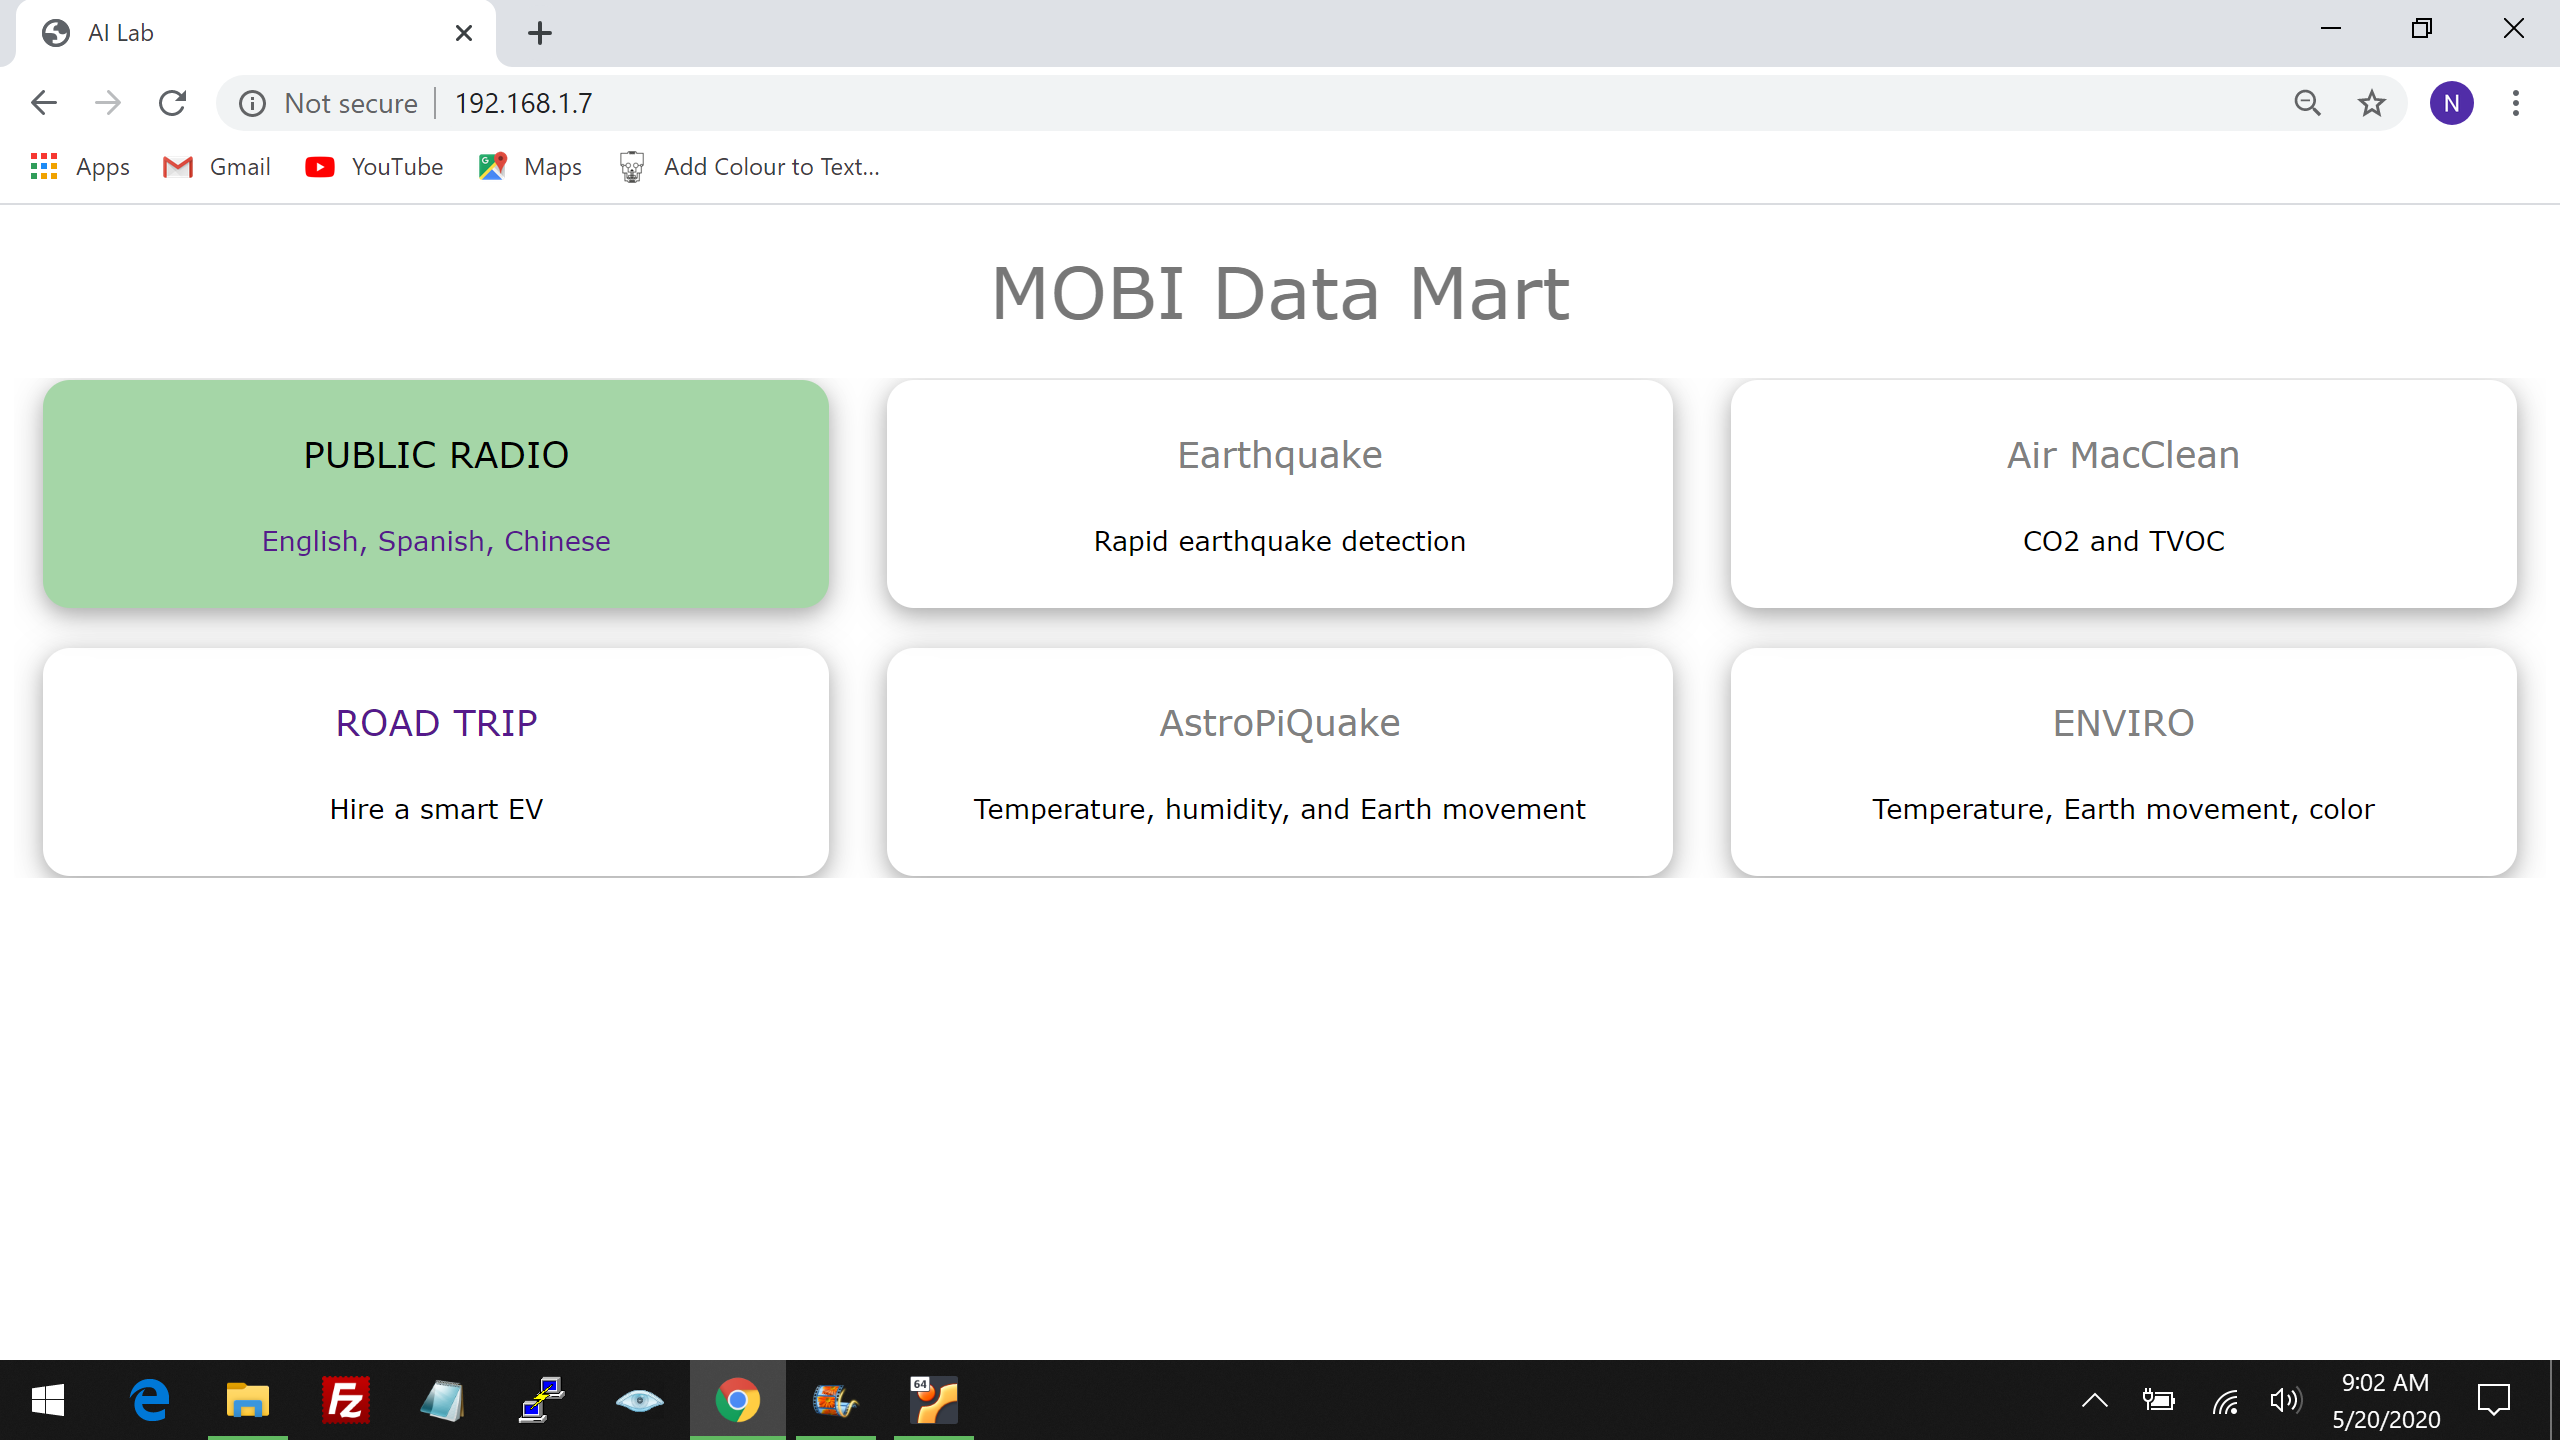 AI Lab
Not secure 192.168.1.7 N
Apps Gmail YouTube Maps Add Colour to Text...
MOBI Data Mart
PUBLIC RADIO
English, Spanish, Chinese
Earthquake
Rapid earthquake detection
Air MacClean
CO2 and TVOC
ROAD TRIP
Hire a smart EV
AstroPiQuake
Temperature, humidity, and Earth movement
ENVIRO
Temperature, Earth movement, color
Fz
64
9:02 AM
5/20/2020